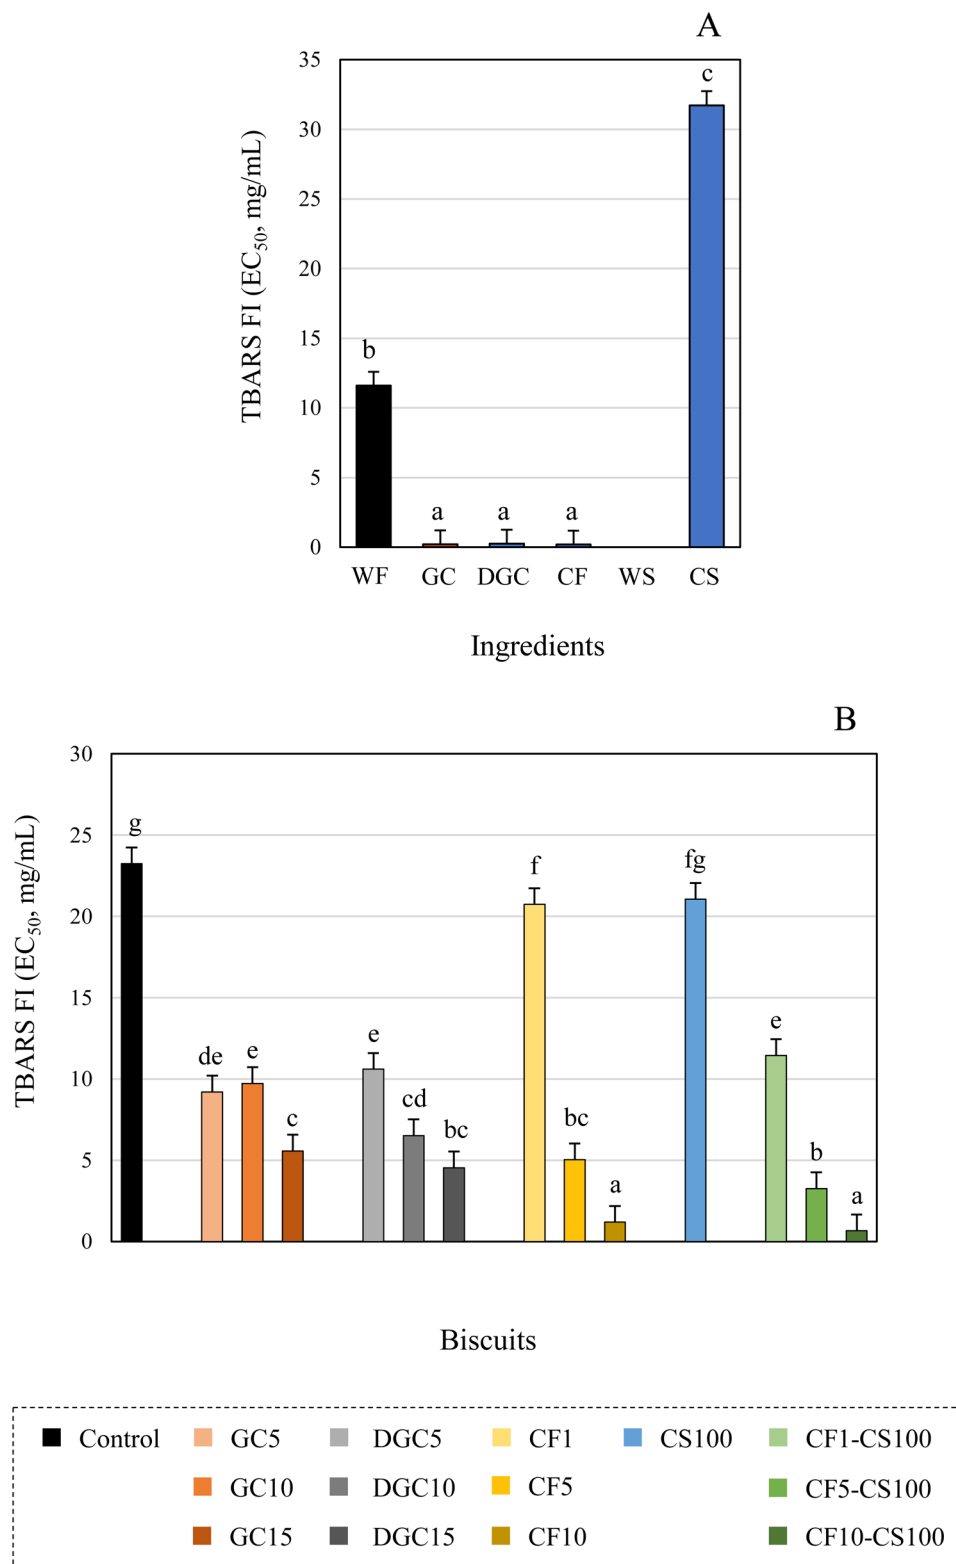 A
35
30
25
20
15
10
5
0
TBARS FI (EC50, mg/mL)
b
a
a
a
c
WF GC DGC CF WS CS
Ingredients
B
30
25
20
15
10
5
0
TBARS FI (EC50, mg/mL)
g
de
e
c
e
cd
bc
f
bc
a
fg
e
b
a
Biscuits
Control GC5 DGC5 CF1 CS100 CF1-CS100
GC10 DGC10 CF5 CF5-CS100
GC15 DGC15 CF10 CF10-CS100